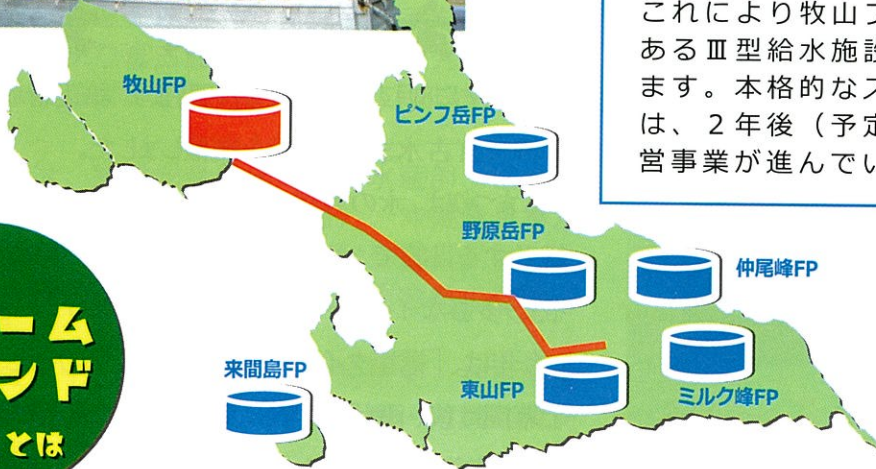 これにより牧山フ
あるⅢ型給水施設
ます。本格的なス
は、２年後（予定
営事業が進んでい
牧山FP
ピンフ岳FP
野原岳FP
仲尾峰FP
来間島FP
東山FP
ミルク峰FP
ーム
ンド
とは